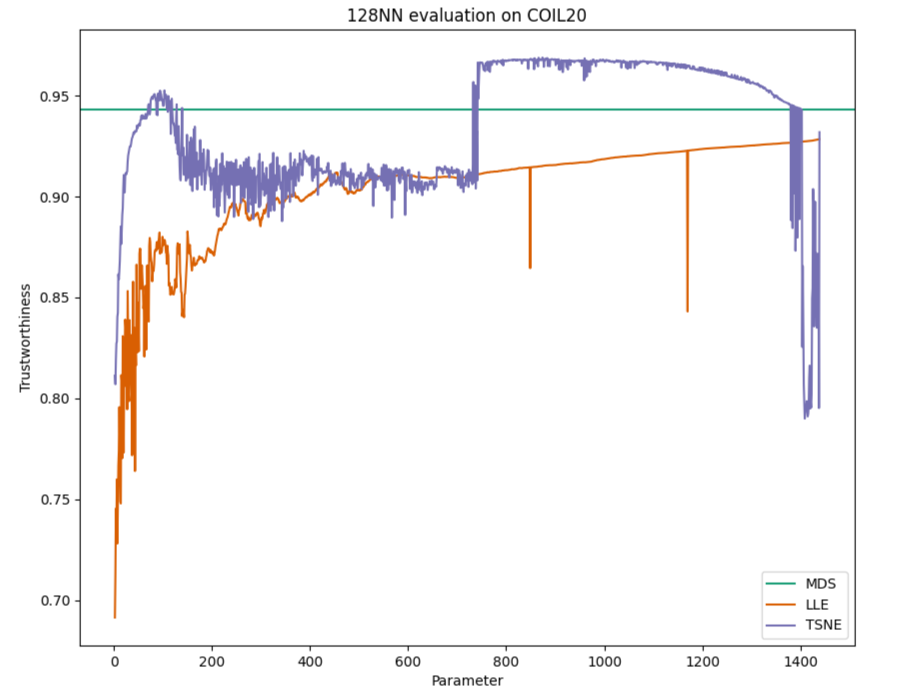 128NN evaluation on COIL20
Trustworthiness
0.95
0.90
0.85
0.80
0.75
0.70
MDS
LLE
TSNE
0 200 400 600 800 1000 1200 1400
Parameter